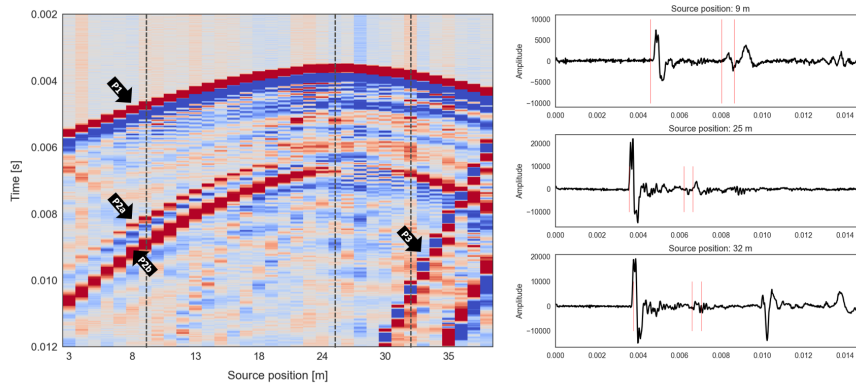 0.002
0.004
0.006
0.008
0.010
0.012
Time [s]
P1
P2a
P2b
P3
3 8 13 18 24 30 35
Source position [m]
Source position: 9 m
10000
5000
0
−5000
−10000
Amplitude
0.000 0.002 0.004 0.006 0.008 0.010 0.012 0.014
Source position: 25 m
20000
10000
0
−10000
Amplitude
0.000 0.002 0.004 0.006 0.008 0.010 0.012 0.014
Source position: 32 m
20000
10000
0
−10000
Amplitude
0.000 0.002 0.004 0.006 0.008 0.010 0.012 0.014